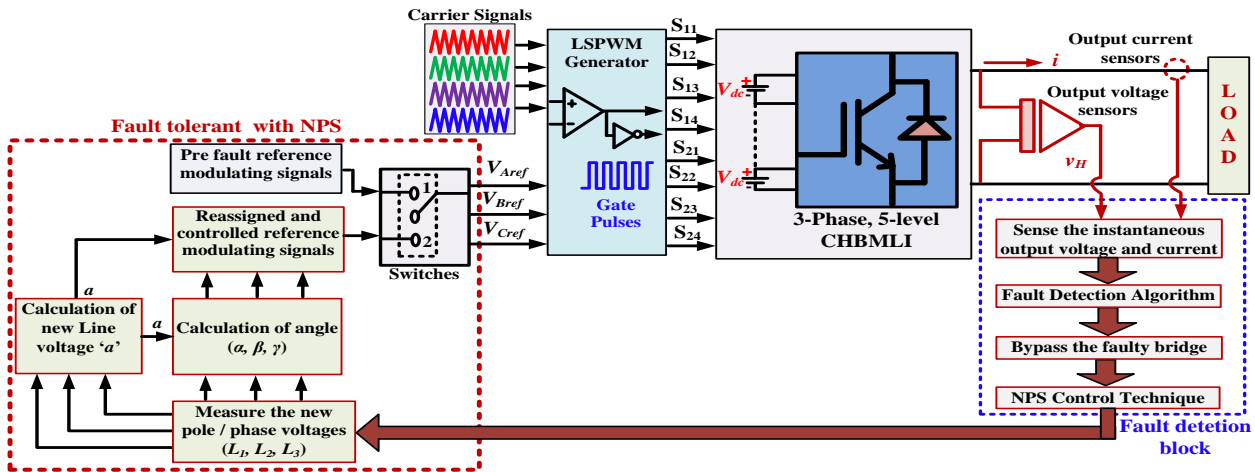 Carrier Signals
LSPWM
Generator
Gate
Pulses
S11
S12
S13
S14
S21
S22
S23
S24
Vdc
+
-
Vdc
+
-
3-Phase, 5-level
CHBMLI
i
Output current
sensors
Output voltage
sensors
vH
LOAD
Fault tolerant with NPS
Pre fault reference
modulating signals
Reassigned and
controlled reference
modulating signals
1
2
Switches
VAref
VBref
VCref
a
Calculation of
new Line
voltage ‘a’
a
Calculation of angle
(α, β, γ)
Measure the new
pole / phase voltages
(L1, L2, L3)
Sense the instantaneous
output voltage and current
Fault Detection Algorithm
Bypass the faulty bridge
NPS Control Technique
Fault detetion
block